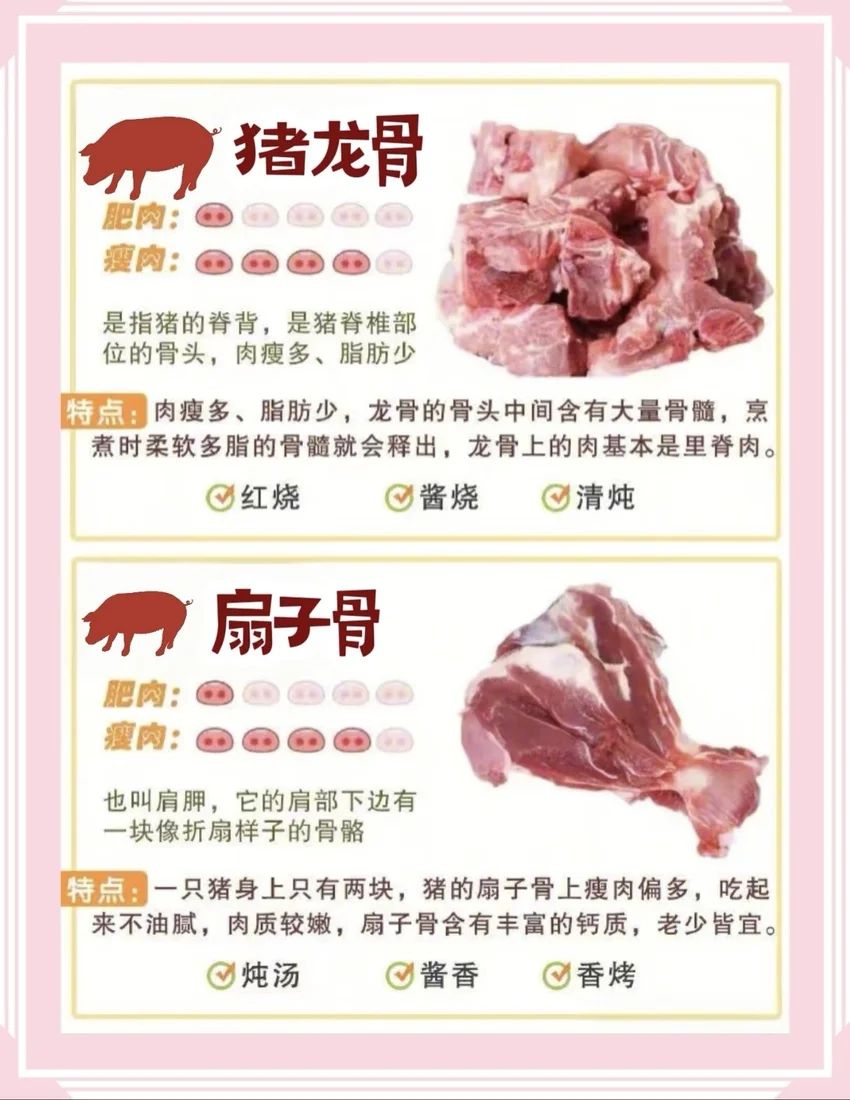 猪龙骨
肥肉：
瘦肉：
是指猪的脊背，是猪脊椎部
位的骨头，肉瘦多、脂肪少
特点：肉瘦多、脂肪少，龙骨的骨头中间含有大量骨髓，烹
煮时柔软多脂的骨髓就会释出，龙骨上的肉基本是里脊肉。
红烧 酱烧 清炖
扇子骨
肥肉：
瘦肉：
也叫肩胛，它的肩部下边有
一块像折扇样子的骨骼
特点：一只猪身上只有两块，猪的扇子骨上瘦肉偏多，吃起
来不油腻，肉质较嫩，扇子骨含有丰富的钙质，老少皆宜。
炖汤 酱香 香烤